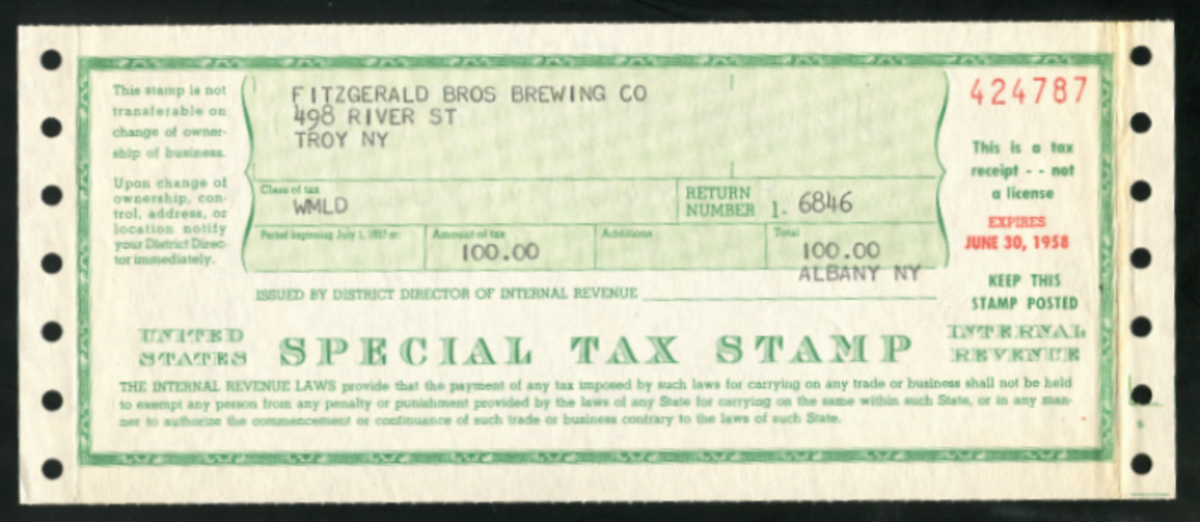 This stamp is not
transferable on
change of owner-
ship of business.
Upon change of
ownership, con-
trol, address, or
location notify
your District Direc-
tor immediately.
FITZGERALD BROS BREWING CO
498 RIVER ST
TROY NY
Class of tax
WMLD
RETURN
NUMBER 1- 6846
Period beginning July 1, 1957 or
Amount of tax
100.00
Additions
Total
100.00
ALBANY NY
ISSUED BY DISTRICT DIRECTOR OF INTERNAL REVENUE
424787
This is a tax
receipt - - not
a license
EXPIRES
JUNE 30, 1958
KEEP THIS
STAMP POSTED
UNITED
STATES
SPECIAL TAX STAMP
INTERNAL
REVENUE
THE INTERNAL REVENUE LAWS provide that the payment of any tax imposed by such laws for carrying on any trade or business shall not be held
to exempt any person from any penalty or punishment provided by the laws of any State for carrying on the same within such State, or in any man-
ner to authorize the commencement or continuance of such trade or business contrary to the laws of such State.